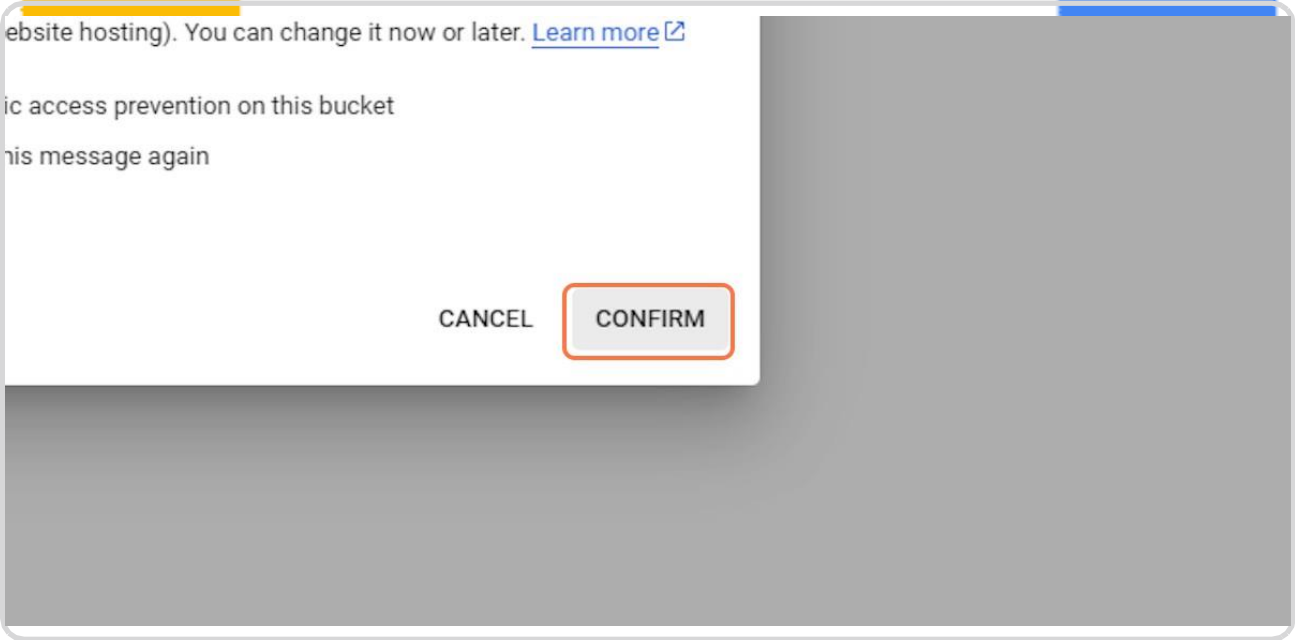 ebsite hosting). You can change it now or later. Learn more
ic access prevention on this bucket
his message again
CANCEL CONFIRM